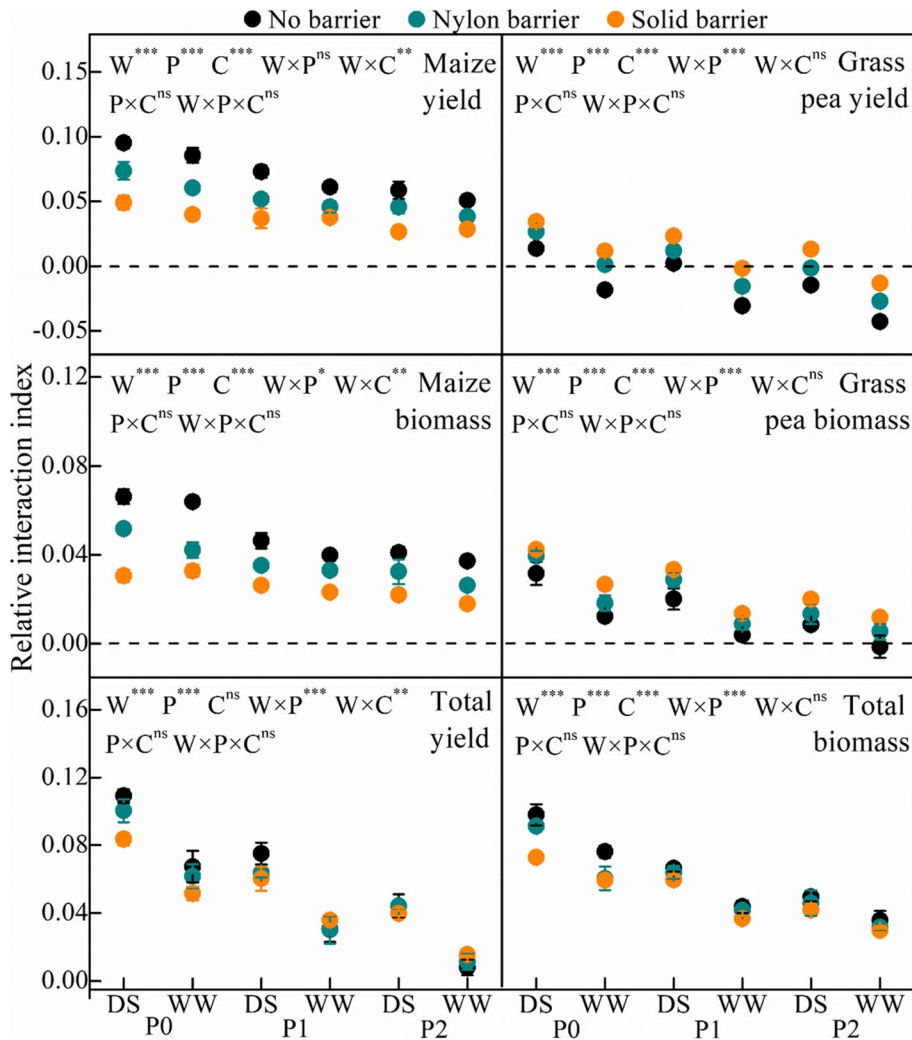 No barrier Nylon barrier Solid barrier
W*** P*** C*** W×Pns W×C** Maize
P×Cns W×P×Cns yield
W*** P*** C*** W×P*** W×Cns Grass
P×Cns W×P×Cns pea yield
0.15
0.10
0.05
0.00
-0.05
W*** P*** C*** W×P* W×C** Maize
P×Cns W×P×Cns biomass
W*** P*** C*** W×P*** W×Cns Grass
P×Cns W×P×Cns pea biomass
0.12
0.08
0.04
0.00
Relative interaction index
W*** P*** Cns W×P*** W×C** Total
P×Cns W×P×Cns yield
W*** P*** C*** W×P*** W×Cns Total
P×Cns W×P×Cns biomass
0.16
0.12
0.08
0.04
0.00
DS WW DS WW DS WW DS WW DS WW DS WW
P0 P1 P2 P0 P1 P2